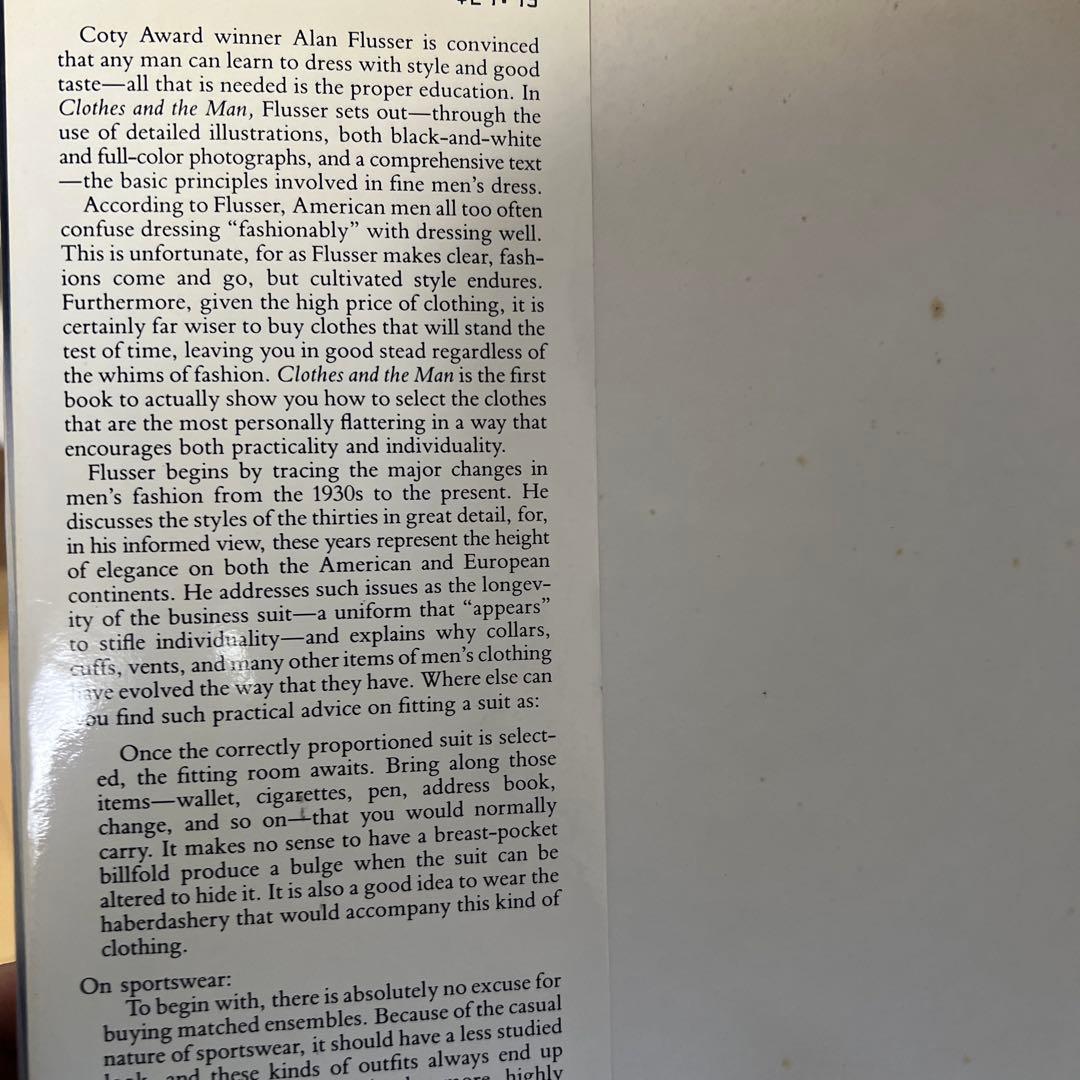 Coty Award winner Alan Flusser is convinced
that any man can learn to dress with style and good
taste—all that is needed is the proper education. In
Clothes and the Man, Flusser sets out—through the
use of detailed illustrations, both black-and-white
and full-color photographs, and a comprehensive text
—the basic principles involved in fine men's dress.
According to Flusser, American men all too often
confuse dressing “fashionably” with dressing well.
This is unfortunate, for as Flusser makes clear, fash-
ions come and go, but cultivated style endures.
Furthermore, given the high price of clothing, it is
certainly far wiser to buy clothes that will stand the
test of time, leaving you in good stead regardless of
the whims of fashion. Clothes and the Man is the first
book to actually show you how to select the clothes
that are the most personally flattering in a way that
encourages both practicality and individuality.
Flusser begins by tracing the major changes in
men's fashion from the 1930s to the present. He
discusses the styles of the thirties in great detail, for,
in his informed view, these years represent the height
of elegance on both the American and European
continents. He addresses such issues as the longev-
ity of the business suit—a uniform that “appears”
to stifle individuality—and explains why collars,
cuffs, vents, and many other items of men's clothing
have evolved the way that they have. Where else can
you find such practical advice on fitting a suit as:
Once the correctly proportioned suit is select-
ed, the fitting room awaits. Bring along those
items—wallet, cigarettes, pen, address book,
change, and so on—that you would normally
carry. It makes no sense to have a breast-pocket
billfold produce a bulge when the suit can be
altered to hide it. It is also a good idea to wear the
haberdashery that would accompany this kind of
clothing.
On sportswear:
To begin with, there is absolutely no excuse for
buying matched ensembles. Because of the casual
nature of sportswear, it should have a less studied
and these kinds of outfits always end up
highly